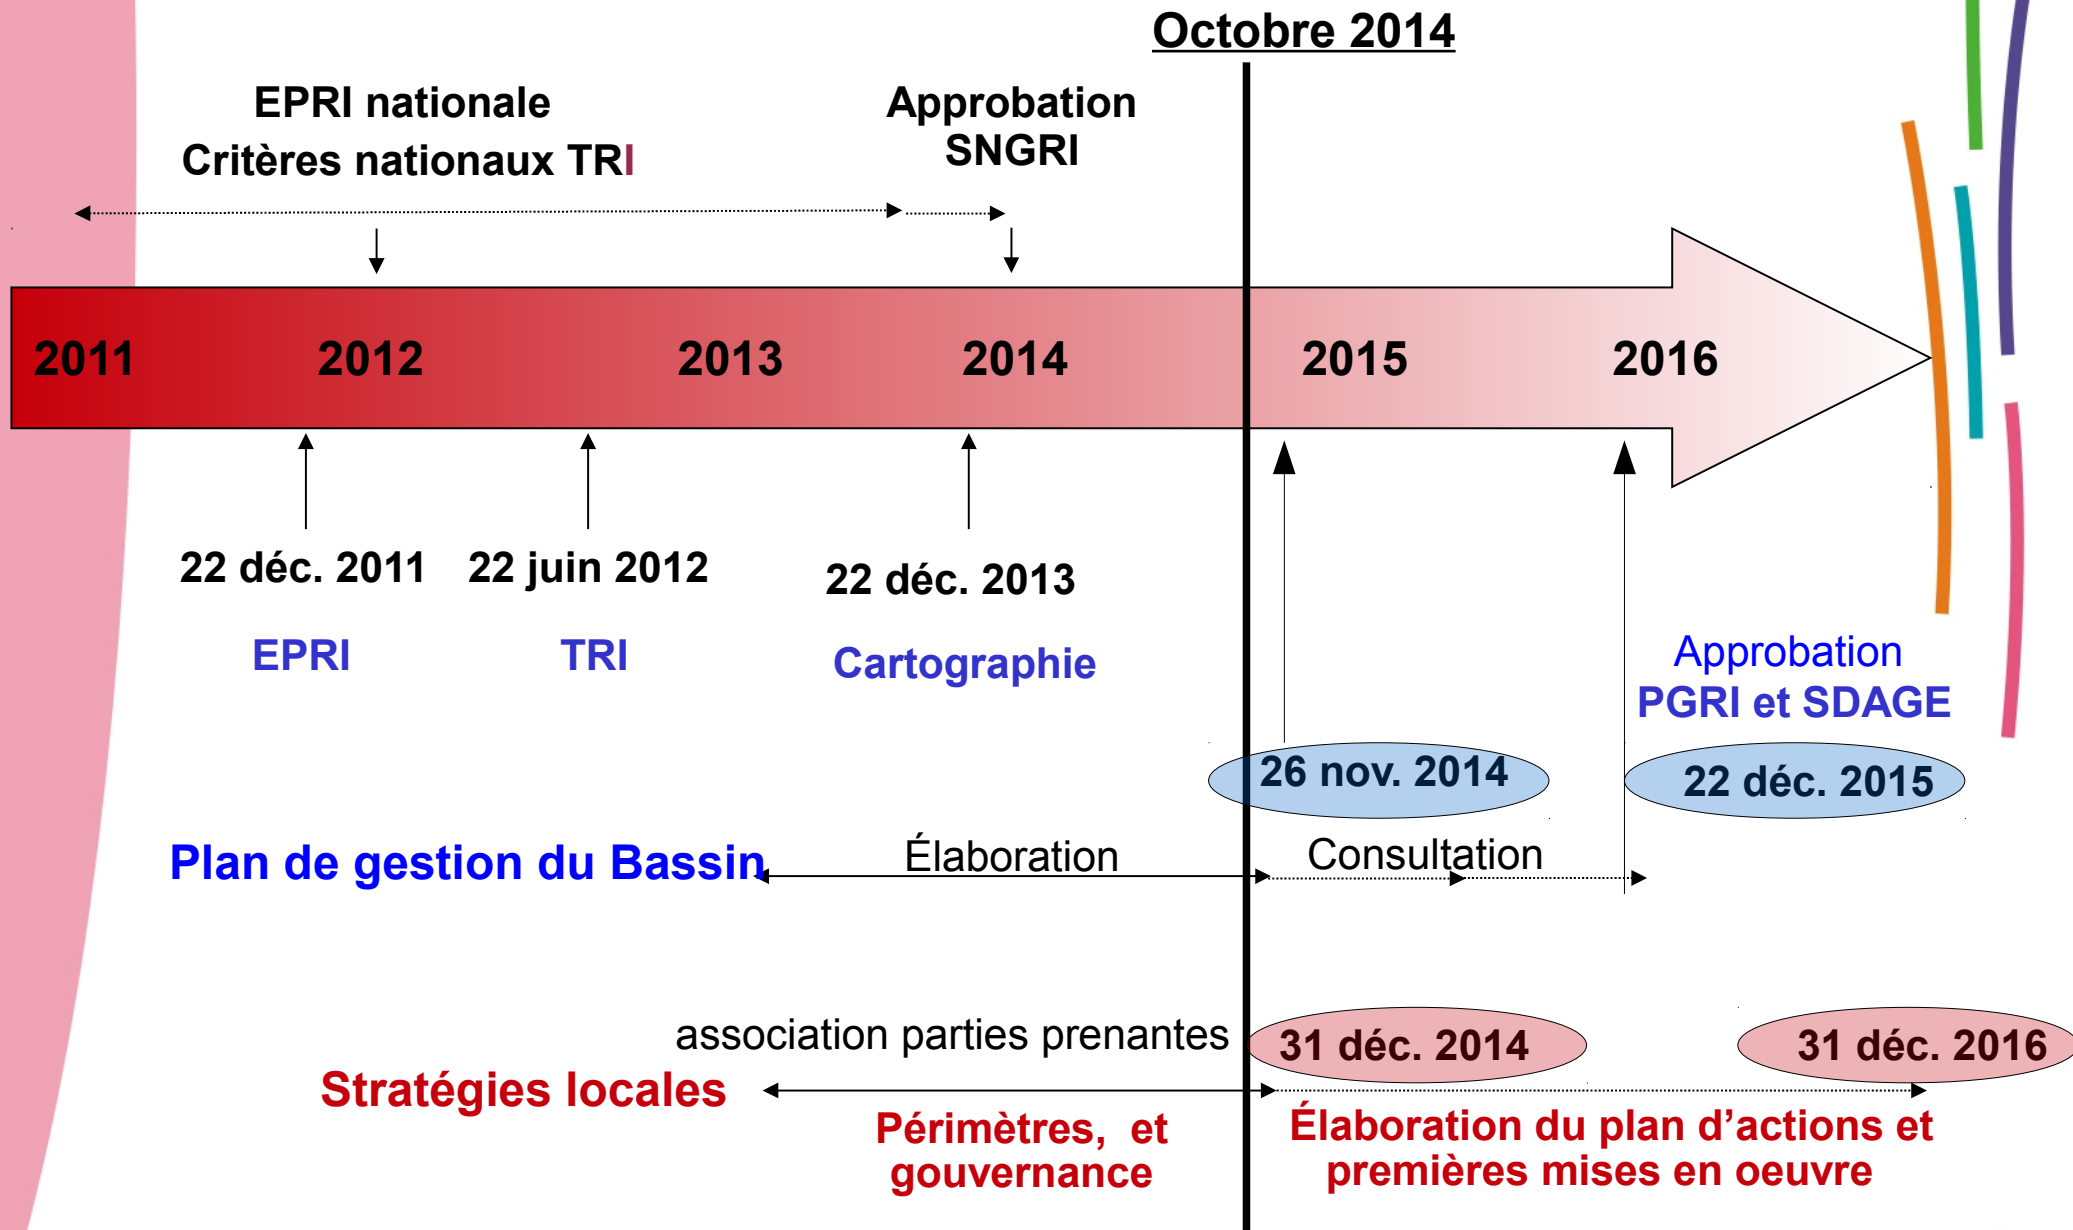 Octobre 2014
EPRI nationale
Critères nationaux TRI
Approbation
SNGRI
2011
2012
2013
2014
2015
2016
22 déc. 2011
22 juin 2012
22 déc. 2013
EPRI
TRI
Cartographie
Approbation
PGRI et SDAGE
26 nov. 2014
22 déc. 2015
Plan de gestion du Bassin
Élaboration
Consultation
association parties prenantes
31 déc. 2014
31 déc. 2016
Stratégies locales
Périmètres, et
gouvernance
Élaboration du plan d’actions et
premières mises en oeuvre